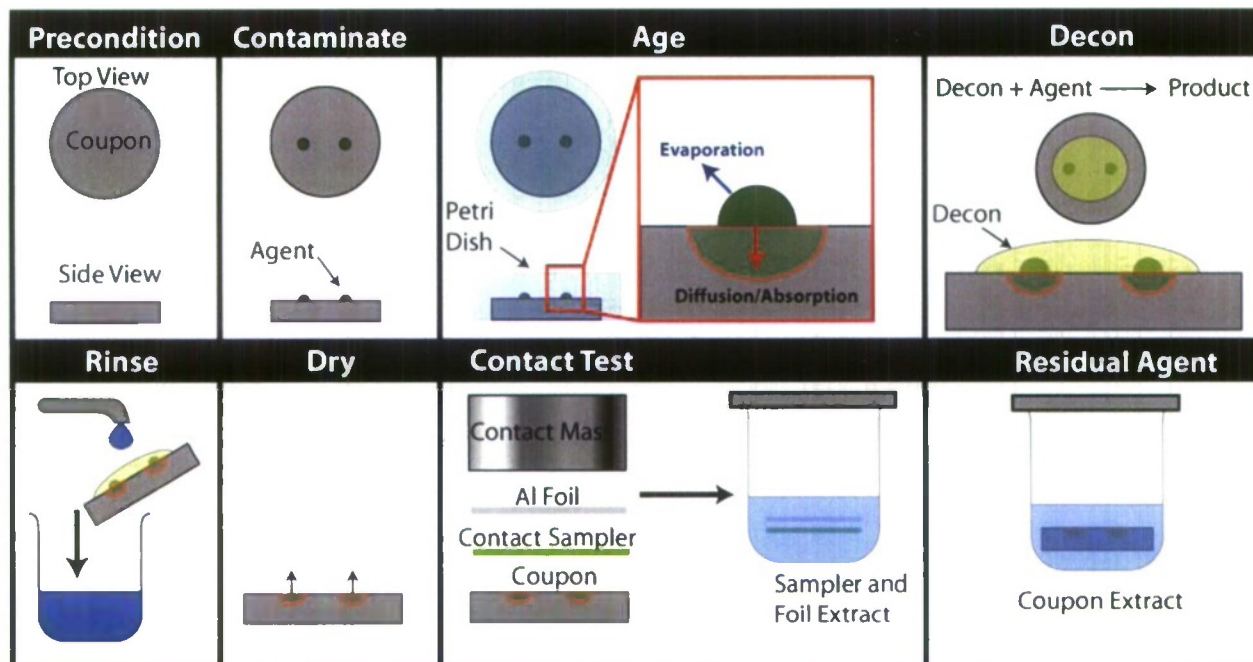 Precondition
Top View
Coupon
Side View
Contaminate
Agent
Age
Petri
Dish
Evaporation
Diffusion/Absorption
Decon
Decon + Agent → Product
Decon
Rinse
Dry
Contact Test
Contact Mas
Al Foil
Contact Sampler
Coupon
Sampler and
Foil Extract
Residual Agent
Coupon Extract